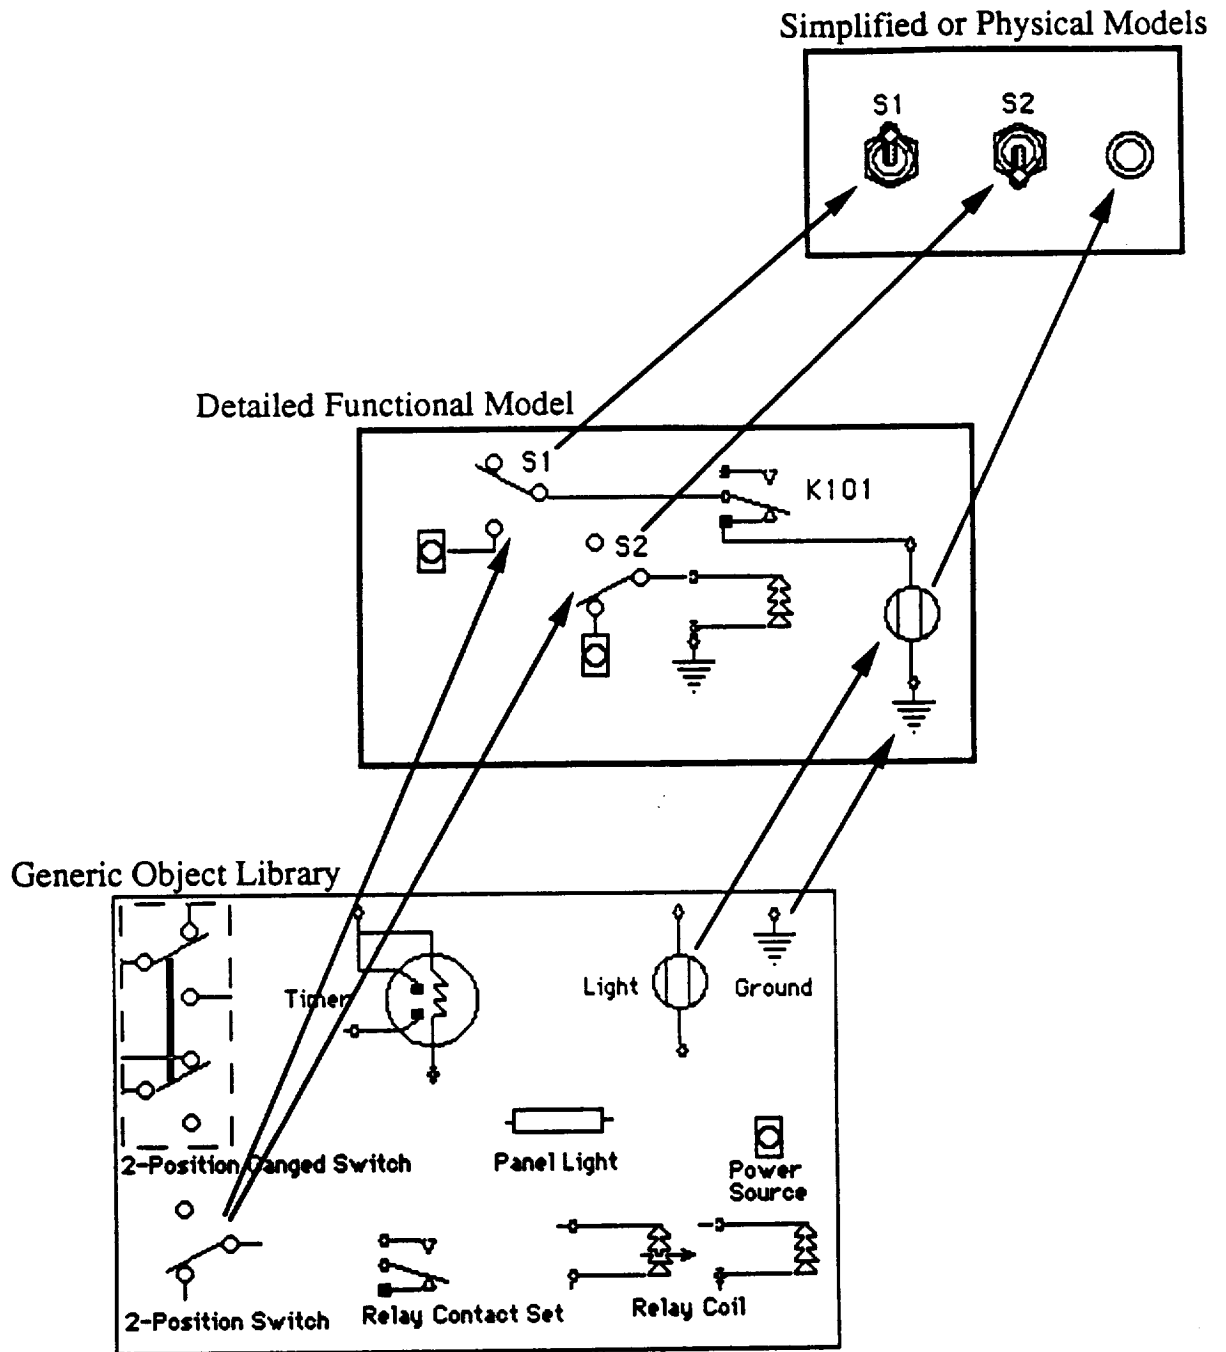 Simplified or Physical Models
S1
S2
Detailed Functional Model
S1
K101
S2
Generic Object Library
Timer
Light
Ground
2-Position Ganged Switch
Panel Light
Power
Source
2-Position Switch
Relay Contact Set
Relay Coil